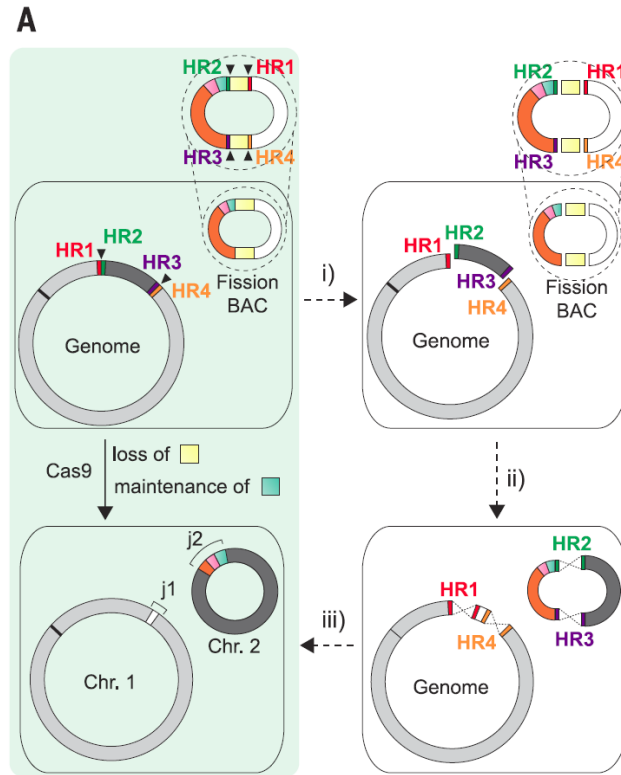 A
HR2 HR1
HR3 HR4
HR2 HR1
HR3 HR4
HR1 HR2
HR3
HR4
Fission
BAC
Genome
i)
HR1 HR2
HR3
HR4
Fission
BAC
Genome
Cas9
loss of
maintenance of
ii)
j2
j1
Chr. 2
Chr. 1
iii)
HR2
HR1
HR4
HR3
Genome